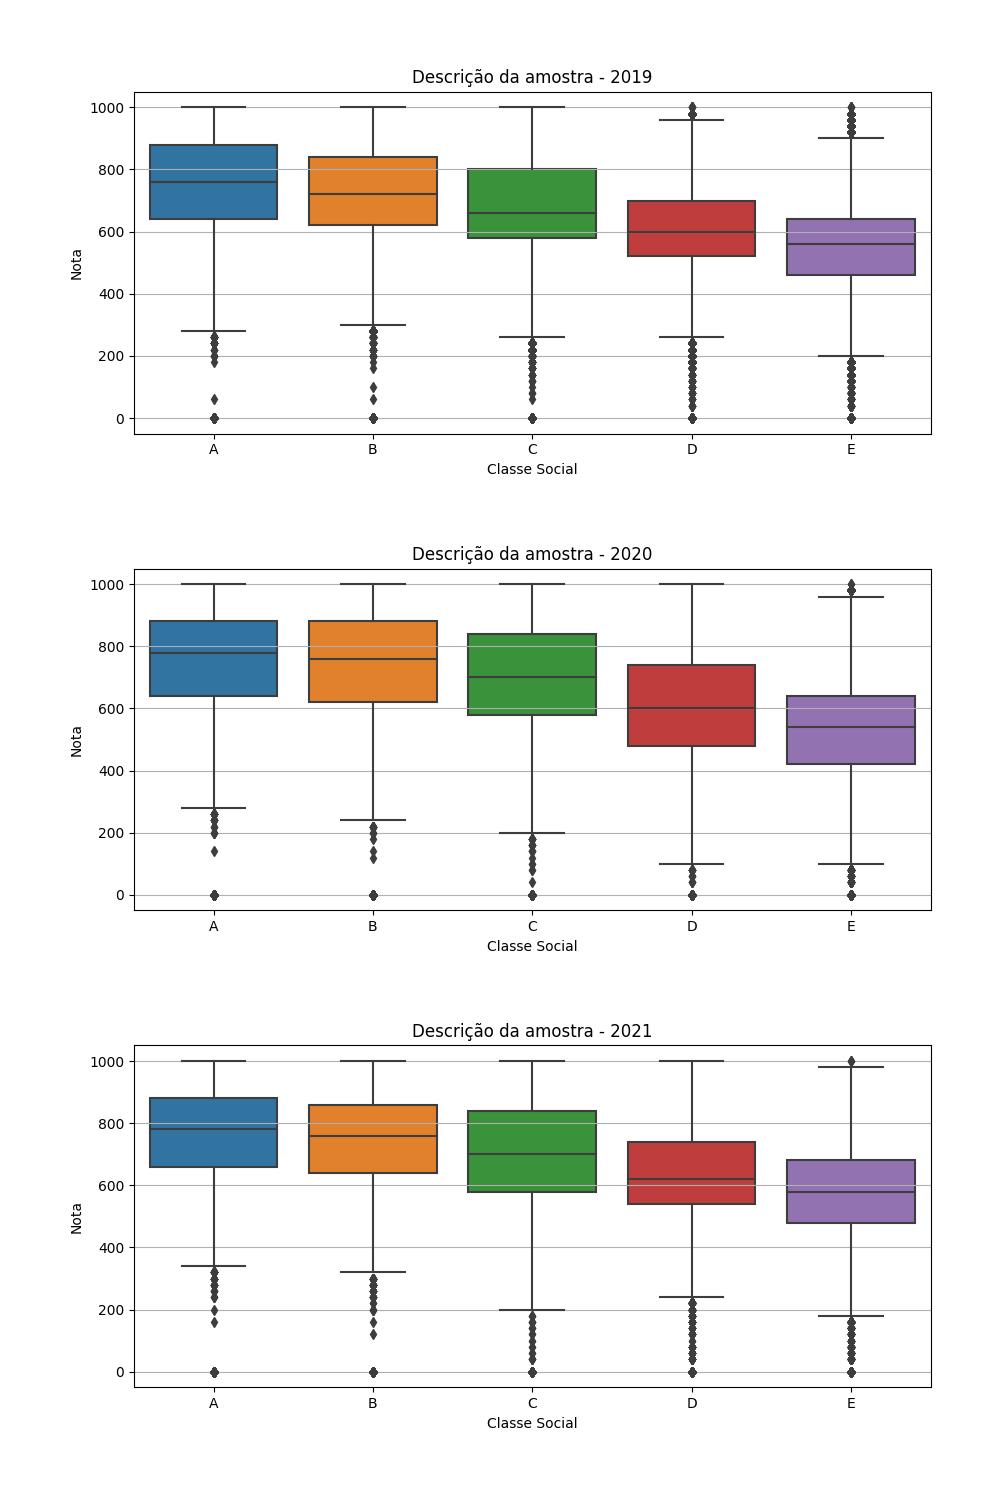 Descrição da amostra - 2019
1000
800
600
400
200
0
Nota
A B C D E
Classe Social
Descrição da amostra - 2020
1000
800
600
400
200
0
Nota
A B C D E
Classe Social
Descrição da amostra - 2021
1000
800
600
400
200
0
Nota
A B C D E
Classe Social